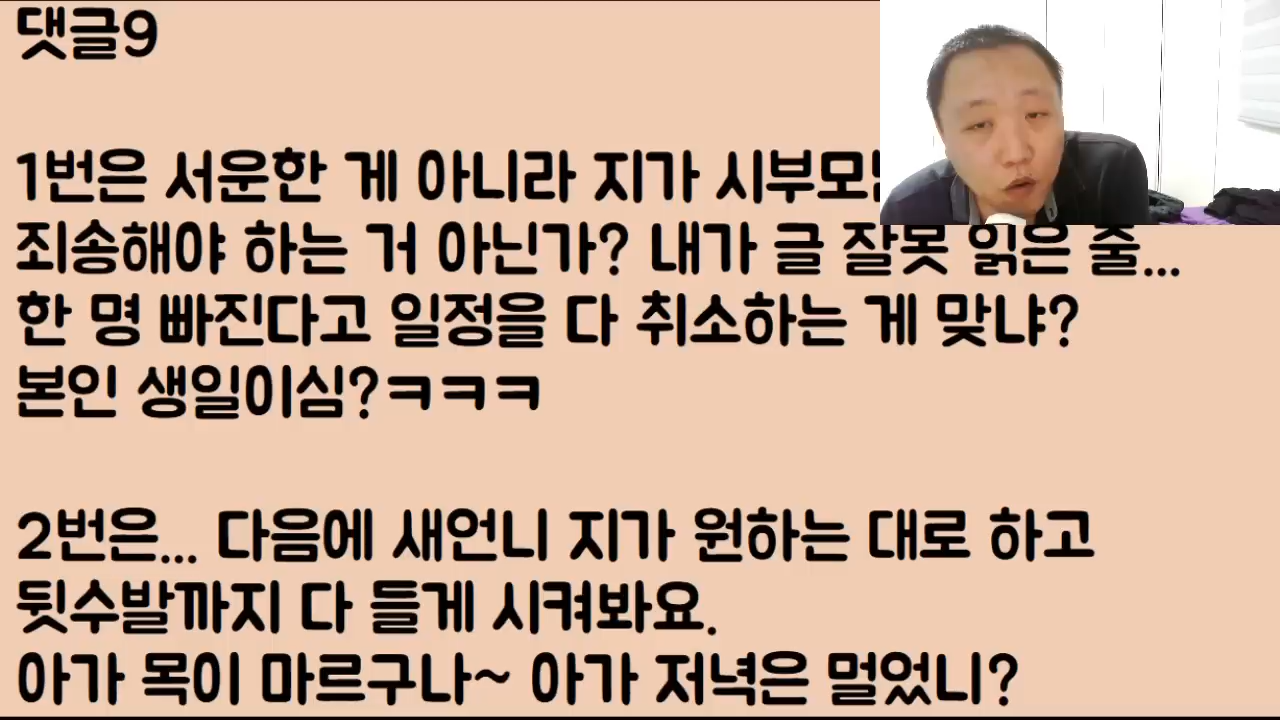 댓글9
1번은 서운한 게 아니라 지가
죄송해야 하는 거 아닌가? 내가 글 잘못 읽은 줄...
한 명 빠진다고 일정을 다 취소하는 게 맞냐?
본인 생일이심?ㅋㅋㅋ
2번은... 다음에 새언니 지가 원하는 대로 하고
뒷수발까지 다 들게 시켜봐요.
아가 목이 마르구나~ 아가 저녁은 멀었니?